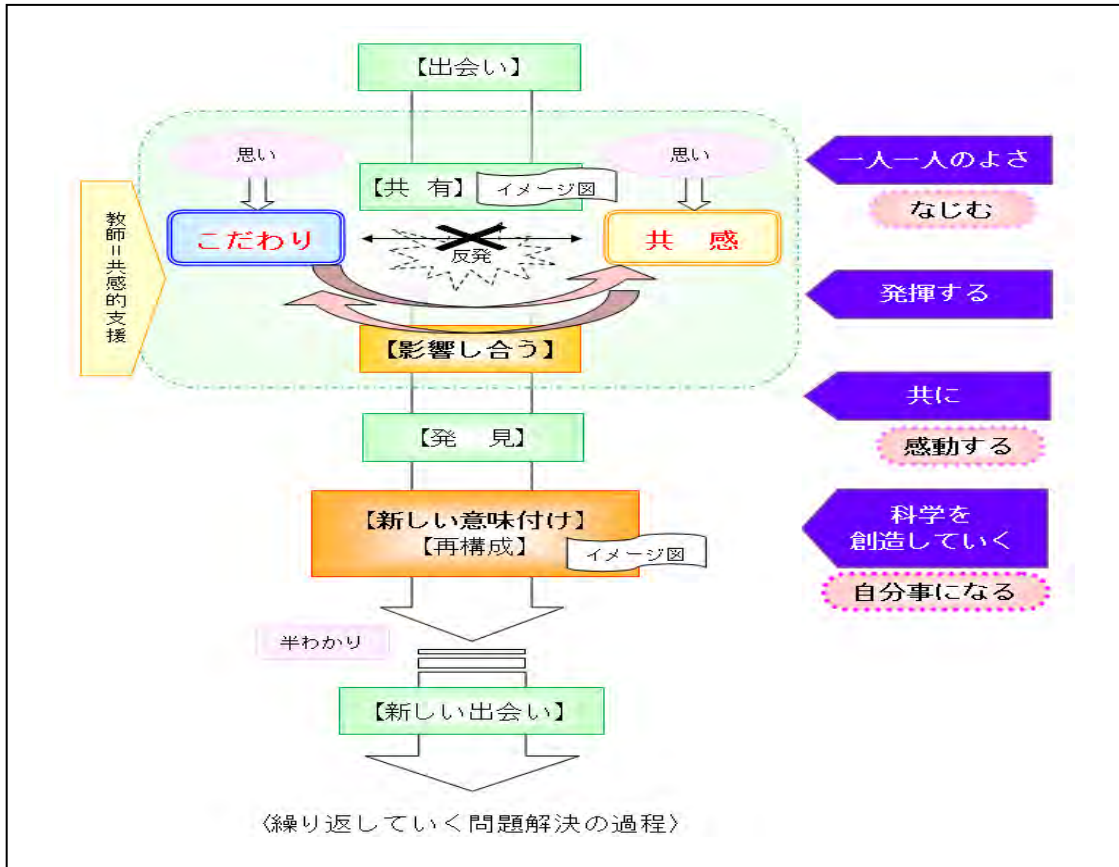 【出会い】
思い
思い
【共 有】
イメージ図
こだわり
反発
共 感
【影響し合う】
教師＝共感的支援
【発 見】
【新しい意味付け】
【再構成】
イメージ図
半わかり
【新しい出会い】
〈繰り返していく問題解決の過程〉
一人一人のよさ
なじむ
発揮する
共に
感動する
科学を
創造していく
自分事になる